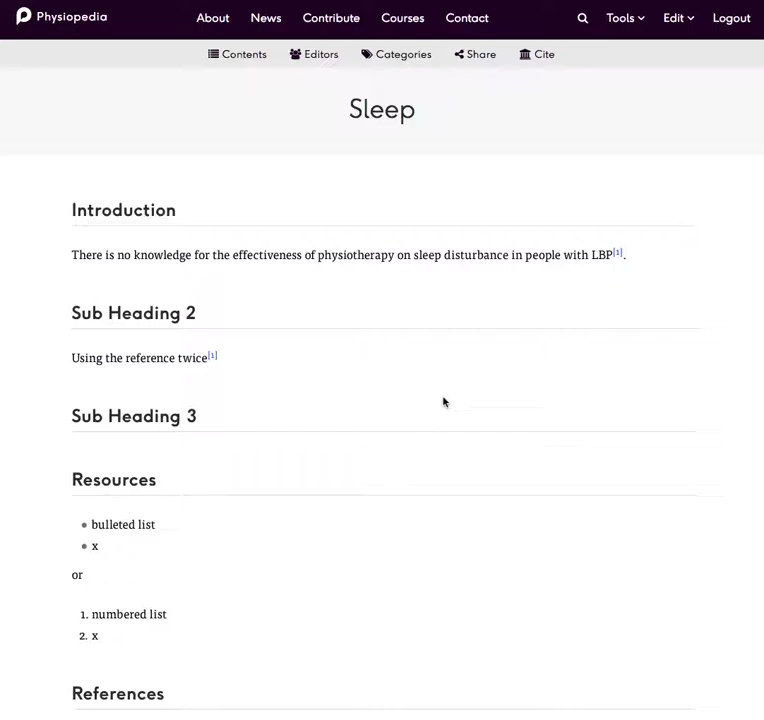 Physiopedia About News Contribute Courses Contact Tools Edit Logout
Contents Editors Categories Share Cite
Sleep
Introduction
There is no knowledge for the effectiveness of physiotherapy on sleep disturbance in people with LBP[1].
Sub Heading 2
Using the reference twice[1]
Sub Heading 3
Resources
• bulleted list
• x
or
1. numbered list
2. x
References